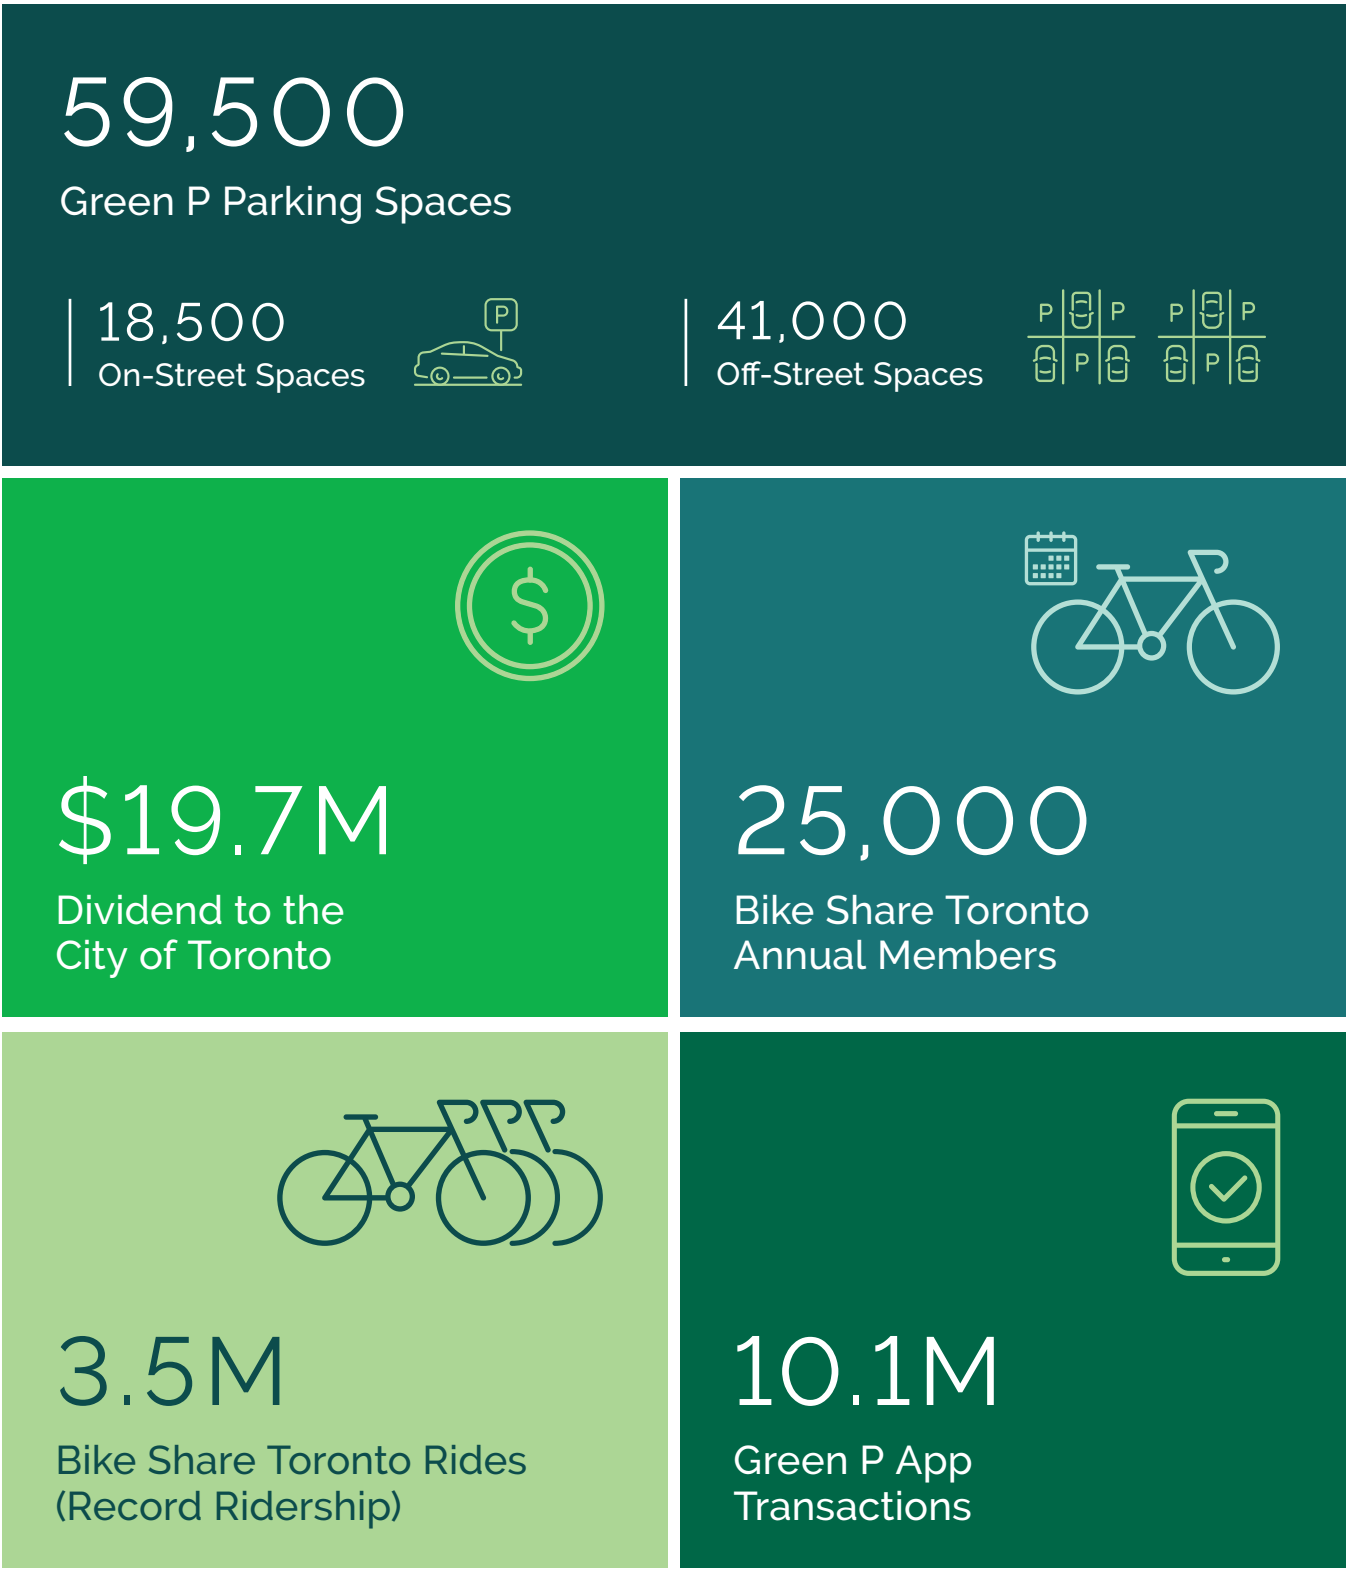 59,500
Green P Parking Spaces
18,500
On-Street Spaces
P
41,000
Off-Street Spaces
P P P P
P P
$
$19.7M
Dividend to the
City of Toronto
25,000
Bike Share Toronto
Annual Members
3.5M
Bike Share Toronto Rides
(Record Ridership)
10.1M
Green P App
Transactions